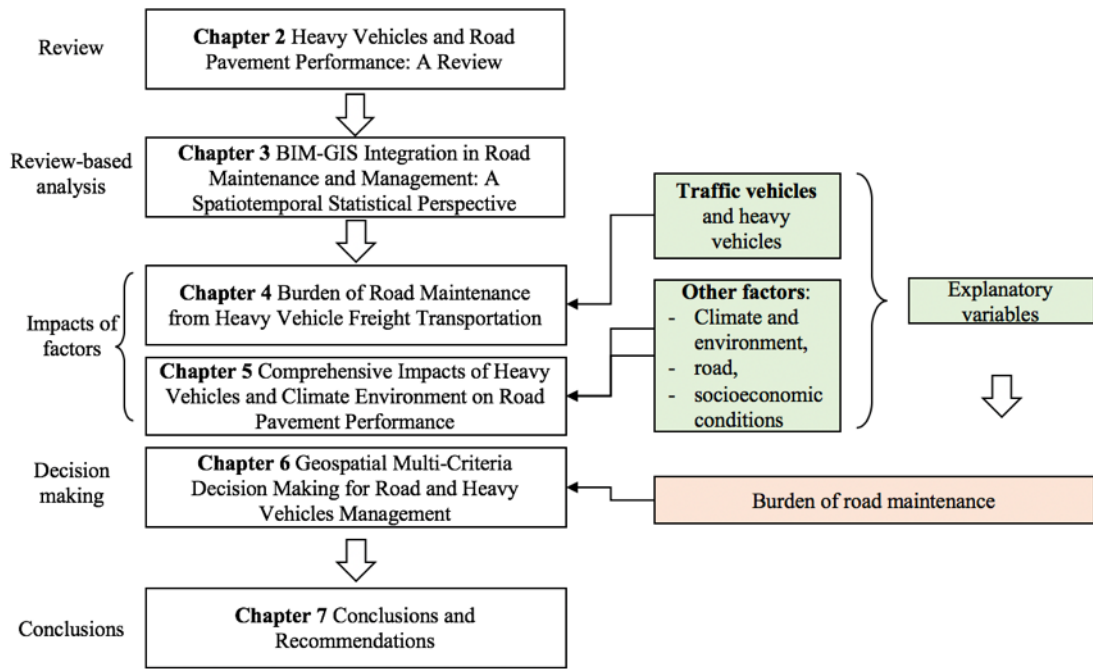 Review
Chapter 2 Heavy Vehicles and Road
Pavement Performance: A Review
Review-based
analysis
Chapter 3 BIM-GIS Integration in Road
Maintenance and Management: A
Spatiotemporal Statistical Perspective
Traffic vehicles
and heavy
vehicles
Impacts of
factors
Chapter 4 Burden of Road Maintenance
from Heavy Vehicle Freight Transportation
Chapter 5 Comprehensive Impacts of Heavy
Vehicles and Climate Environment on Road
Pavement Performance
Other factors:
- Climate and
environment,
- road,
- socioeconomic
conditions
Explanatory
variables
Decision
making
Chapter 6 Geospatial Multi-Criteria
Decision Making for Road and Heavy
Vehicles Management
Burden of road maintenance
Conclusions
Chapter 7 Conclusions and
Recommendations